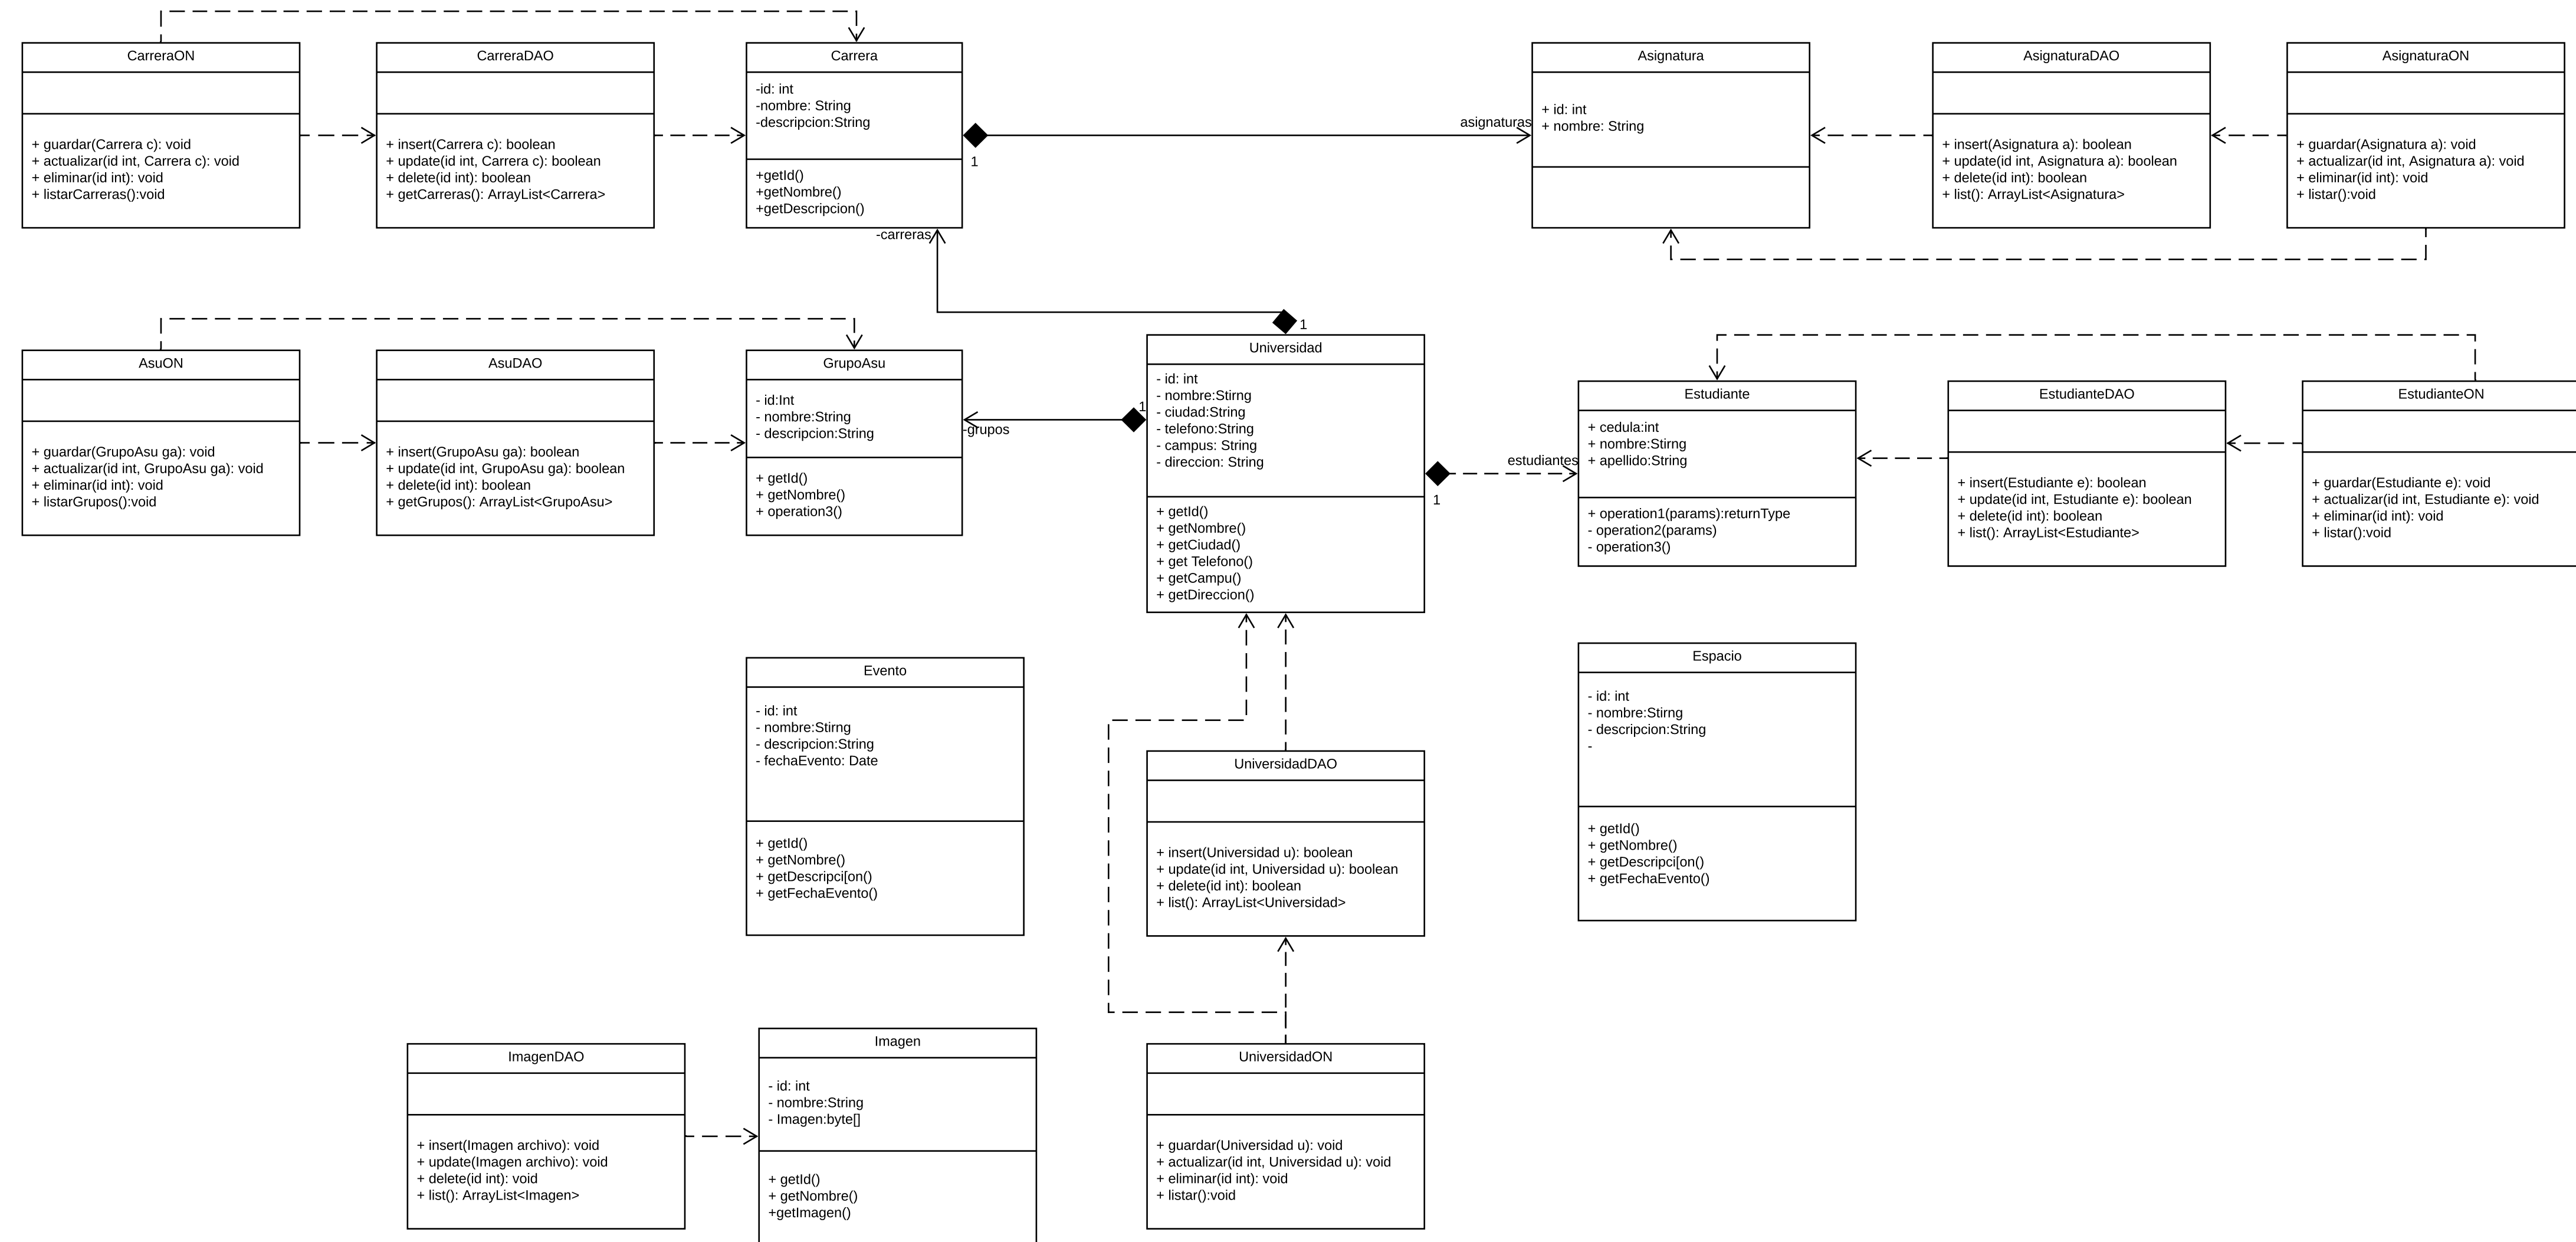 CarreraON
+ guardar(Carrera c): void
+ actualizar(id int, Carrera c): void
+ eliminar(id int): void
+ listarCarreras():void
CarreraDAO
+ insert(Carrera c): boolean
+ update(id int, Carrera c): boolean
+ delete(id int): boolean
+ getCarreras(): ArrayList<Carrera>
Carrera
-id: int
-nombre: String
-descripcion:String
+getId()
+getNombre()
+getDescripcion()
1
asignaturas
Asignatura
+ id: int
+ nombre: String
AsignaturaDAO
+ insert(Asignatura a): boolean
+ update(id int, Asignatura a): boolean
+ delete(id int): boolean
+ list(): ArrayList<Asignatura>
AsignaturaON
+ guardar(Asignatura a): void
+ actualizar(id int, Asignatura a): void
+ eliminar(id int): void
+ listar():void
-carreras
1
AsuON
+ guardar(GrupoAsu ga): void
+ actualizar(id int, GrupoAsu ga): void
+ eliminar(id int): void
+ listarGrupos():void
AsuDAO
+ insert(GrupoAsu ga): boolean
+ update(id int, GrupoAsu ga): boolean
+ delete(id int): boolean
+ getGrupos(): ArrayList<GrupoAsu>
GrupoAsu
- id:Int
- nombre:String
- descripcion:String
+ getId()
+ getNombre()
+ operation3()
1
-grupos
Universidad
- id: int
- nombre:Stirng
- ciudad:String
- telefono:String
- campus: String
- direccion: String
+ getId()
+ getNombre()
+ getCiudad()
+ get Telefono()
+ getCampu()
+ getDireccion()
estudiantes
1
Estudiante
+ cedula:int
+ nombre:Stirng
+ apellido:String
+ operation1(params):returnType
- operation2(params)
- operation3()
EstudianteDAO
+ insert(Estudiante e): boolean
+ update(id int, Estudiante e): boolean
+ delete(id int): boolean
+ list(): ArrayList<Estudiante>
EstudianteON
+ guardar(Estudiante e): void
+ actualizar(id int, Estudiante e): void
+ eliminar(id int): void
+ listar():void
Evento
- id: int
- nombre:Stirng
- descripcion:String
- fechaEvento: Date
+ getId()
+ getNombre()
+ getDescripci[on()
+ getFechaEvento()
UniversidadDAO
+ insert(Universidad u): boolean
+ update(id int, Universidad u): boolean
+ delete(id int): boolean
+ list(): ArrayList<Universidad>
Espacio
- id: int
- nombre:Stirng
- descripcion:String
-
+ getId()
+ getNombre()
+ getDescripci[on()
+ getFechaEvento()
ImagenDAO
+ insert(Imagen archivo): void
+ update(Imagen archivo): void
+ delete(id int): void
+ list(): ArrayList<Imagen>
Imagen
- id: int
- nombre:String
- Imagen:byte[]
+ getId()
+ getNombre()
+getImagen()
UniversidadON
+ guardar(Universidad u): void
+ actualizar(id int, Universidad u): void
+ eliminar(id int): void
+ listar():void